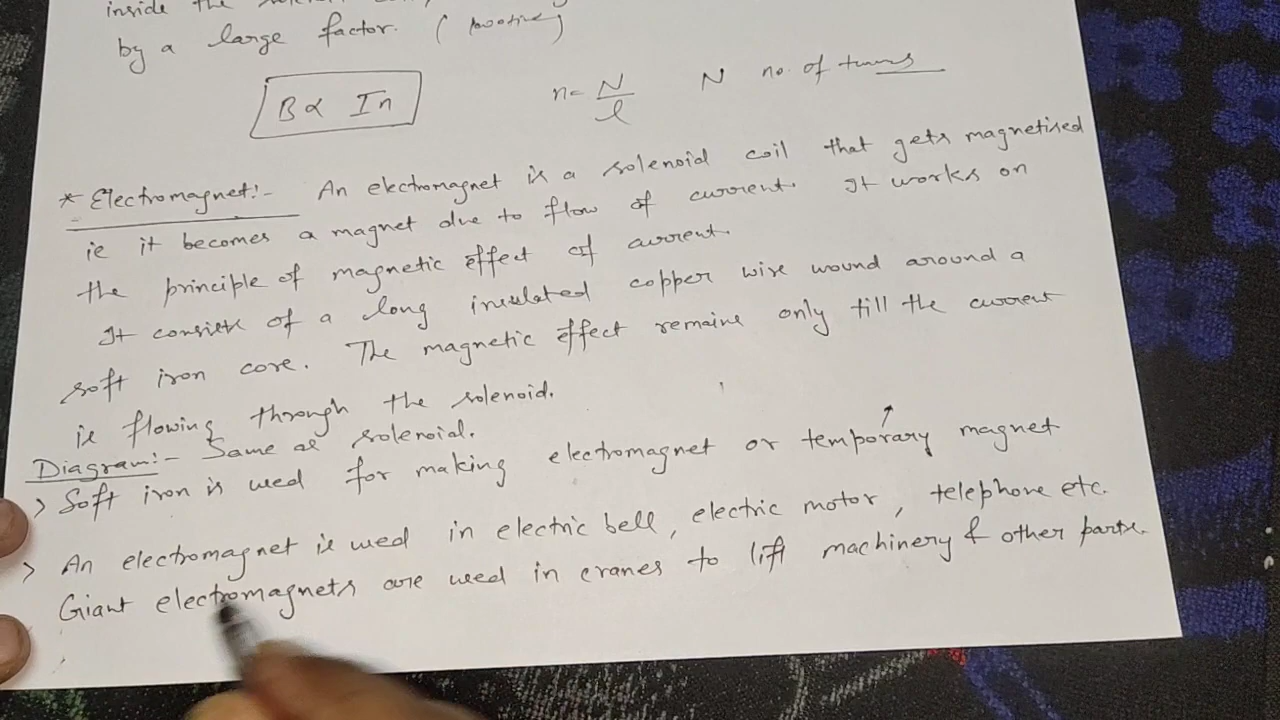 inside the
by a large factor. (
B ∝ In
n = N/l N no. of turns
* Electromagnet:- An electromagnet is a solenoid coil that gets magnetised
ie it becomes a magnet due to flow of current. It works on
the principle of magnetic effect of current.
It consists of a long insulated copper wire wound around a
soft iron core. The magnetic effect remains only till the current
is flowing through the solenoid.
Diagram:- Same as solenoid.
> Soft iron is used for making electromagnet or temporary magnet
> An electromagnet is used in electric bell, electric motor, telephone etc.
Giant electromagnets are used in cranes to lift machinery & other parts.